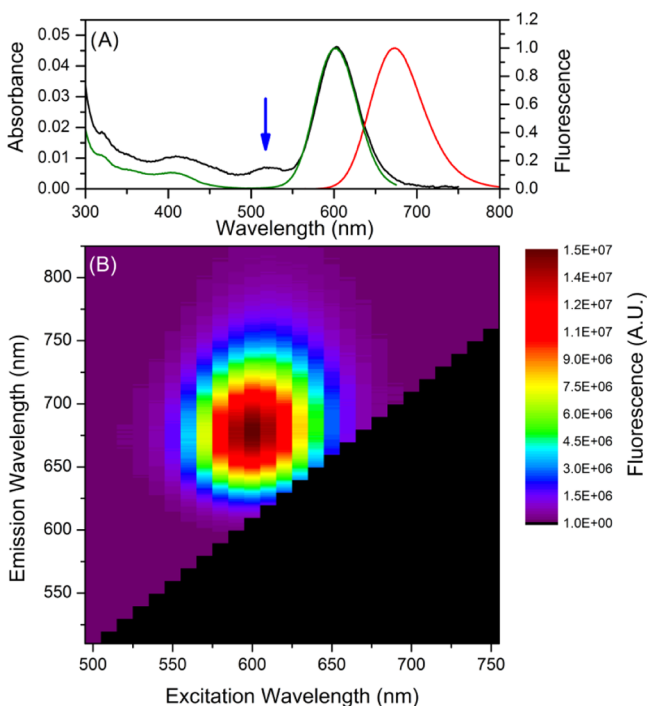 (A)
Absorbance
0.05
0.04
0.03
0.02
0.01
0.00
1.2
1.0
0.8
0.6
0.4
0.2
0.0
Fluorescence
300 400 500 600 700 800
Wavelength (nm)
(B)
Emission Wavelength (nm)
800
750
700
650
600
550
500 550 600 650 700 750
Excitation Wavelength (nm)
1.5E+07
1.2E+07
1.0E+07
9.0E+06
7.5E+06
6.0E+06
4.5E+06
3.0E+06
1.5E+06
1.0E+00
Fluorescence (A.U.)